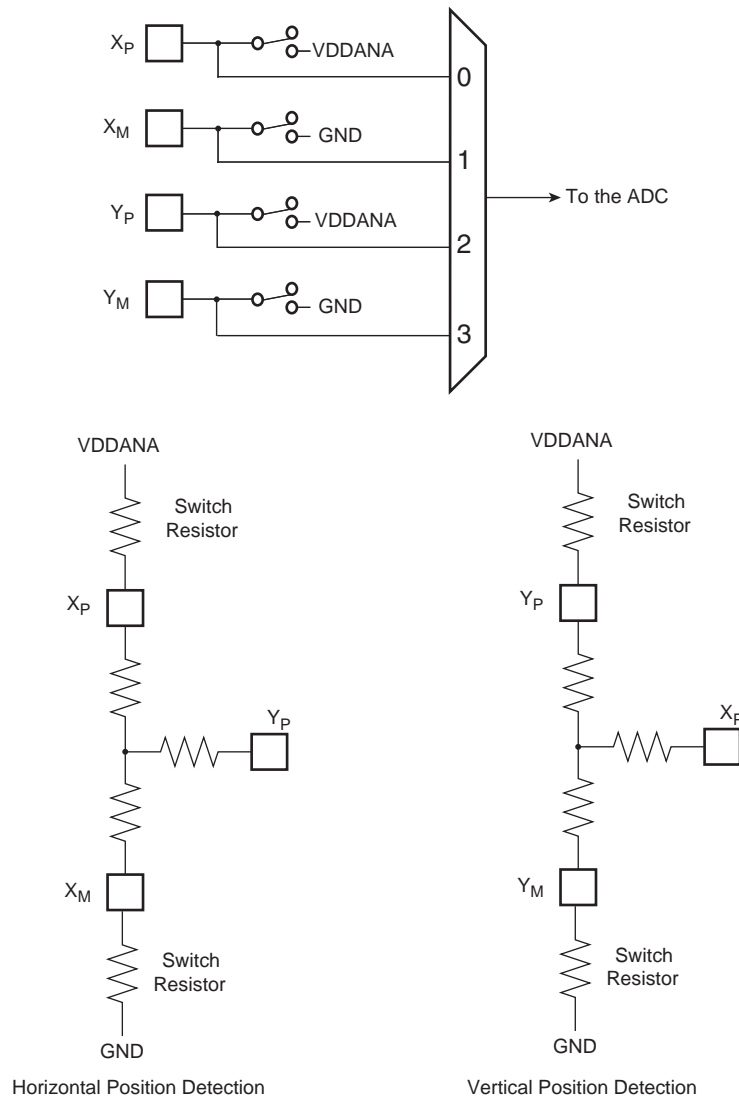 XP
VDDANA
0
XM
GND
1
To the ADC
YP
VDDANA
2
YM
GND
3
VDDANA
Switch
Resistor
XP
YP
XM
Switch
Resistor
GND
Horizontal Position Detection
VDDANA
Switch
Resistor
YP
XP
YM
Switch
Resistor
GND
Vertical Position Detection